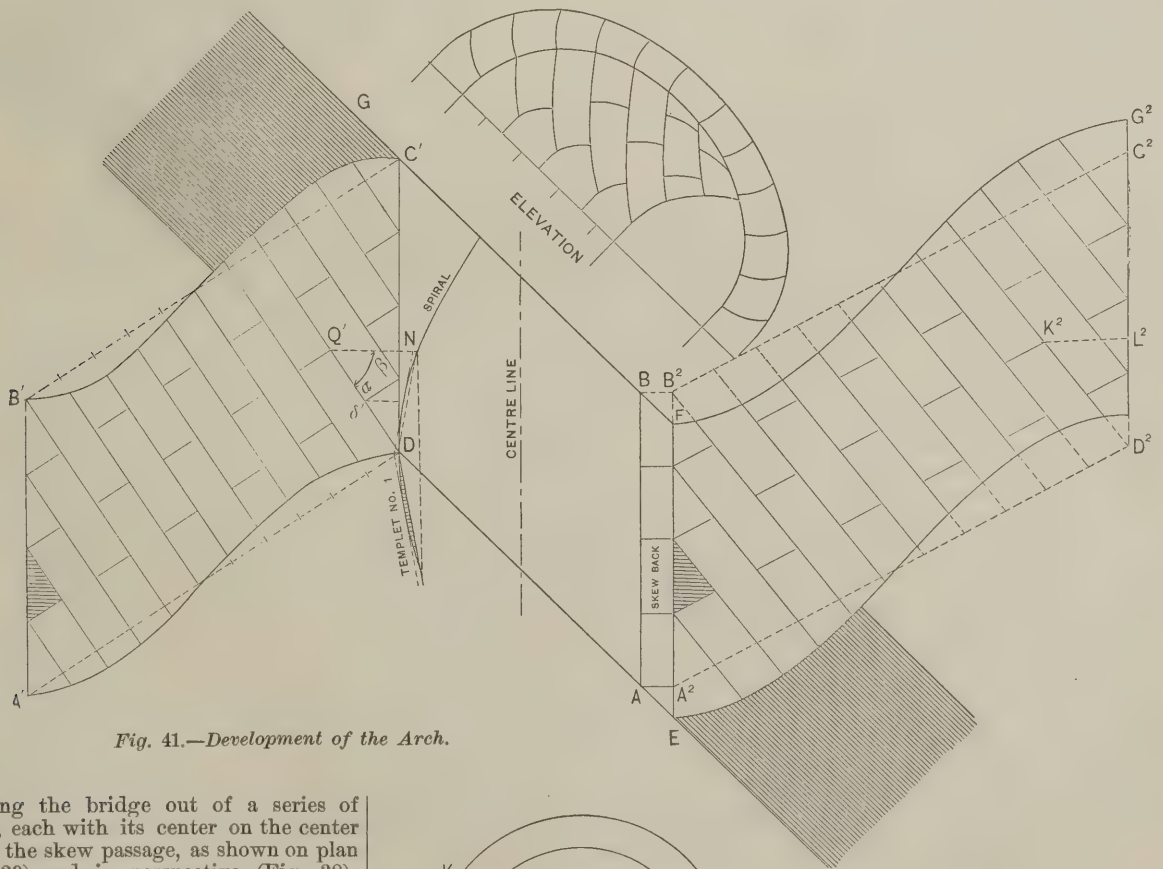 G
C'
G²
C²
ELEVATION
SPIRAL
Q'
N
K²
L²
β
α
δ'
B'
B
B²
F
D
D²
CENTRE LINE
TEMPLET No. 1
SKEW BACK
A'
A
A²
E
Fig. 41.—Development of the Arch.
ng the bridge out of a series of
, each with its center on the center
the skew passage, as shown on plan